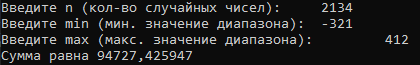 Введите n (кол-во случайных чисел):     2134
Введите min (мин. значение диапазона):  -321
Введите max (макс. значение диапазона):         412
Сумма равна 94727,425947